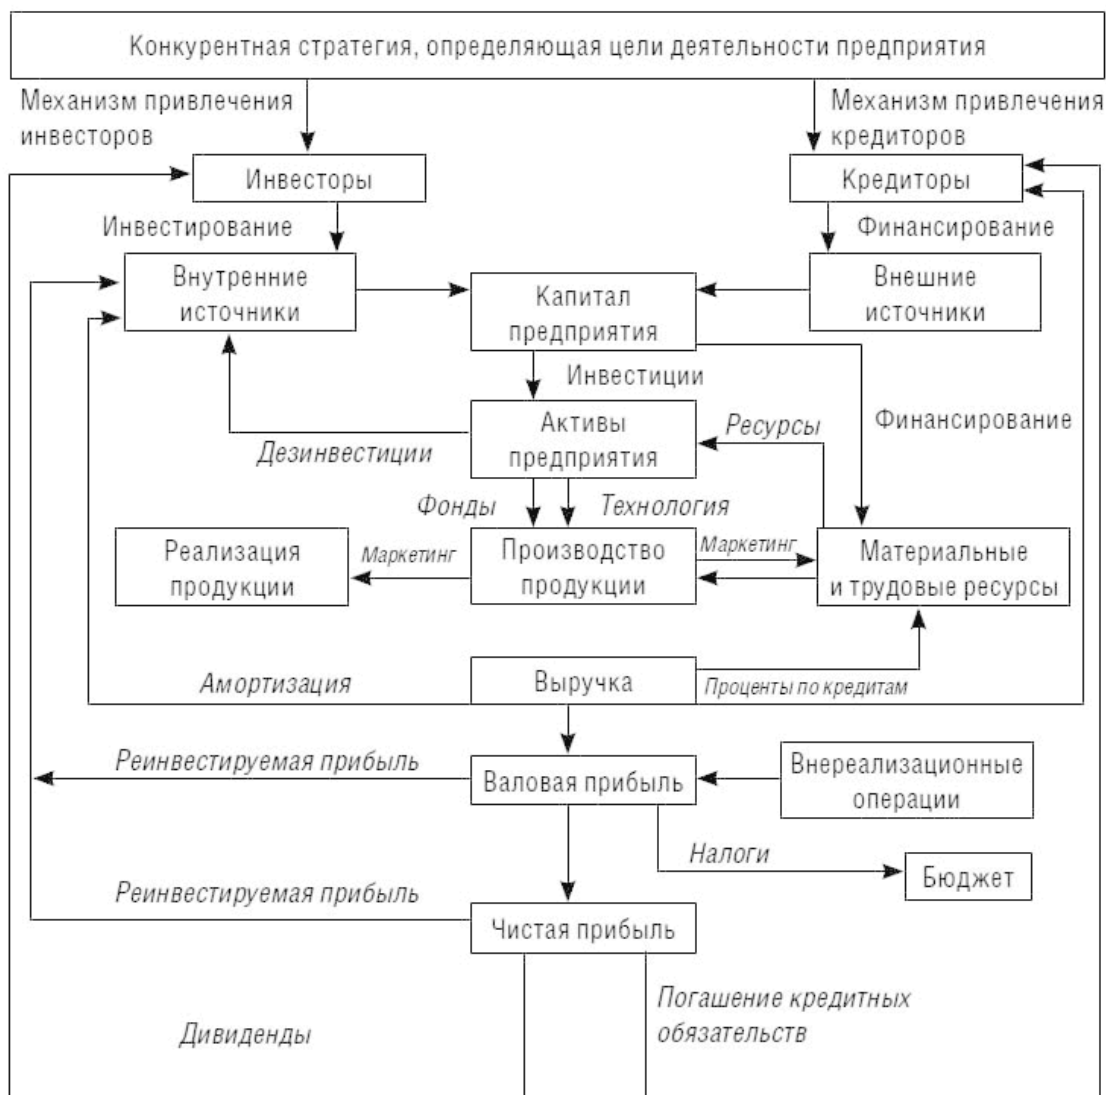 Конкурентная стратегия, определяющая цели деятельности предприятия
Механизм привлечения
инвесторов
Механизм привлечения
кредиторов
Инвесторы
Кредиторы
Инвестирование
Финансирование
Внутренние
источники
Капитал
предприятия
Внешние
источники
Инвестиции
Дезинвестиции
Активы
предприятия
Ресурсы
Финансирование
Фонды
Технология
Реализация
продукции
Маркетинг
Производство
продукции
Маркетинг
Материальные
и трудовые ресурсы
Амортизация
Выручка
Проценты по кредитам
Реинвестируемая прибыль
Валовая прибыль
Внереализационные
операции
Налоги
Бюджет
Реинвестируемая прибыль
Чистая прибыль
Дивиденды
Погашение кредитных
обязательств